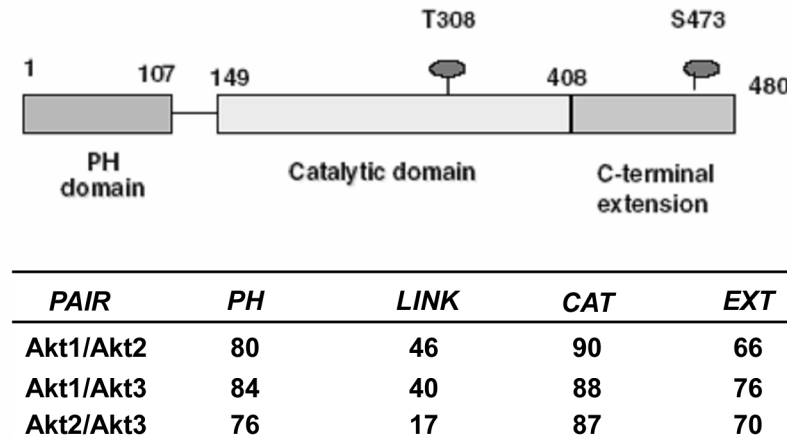 T308 S473
1 107 149 408 480
PH
domain
Catalytic domain
C-terminal
extension
PAIR PH LINK CAT EXT
Akt1/Akt2 80 46 90 66
Akt1/Akt3 84 40 88 76
Akt2/Akt3 76 17 87 70